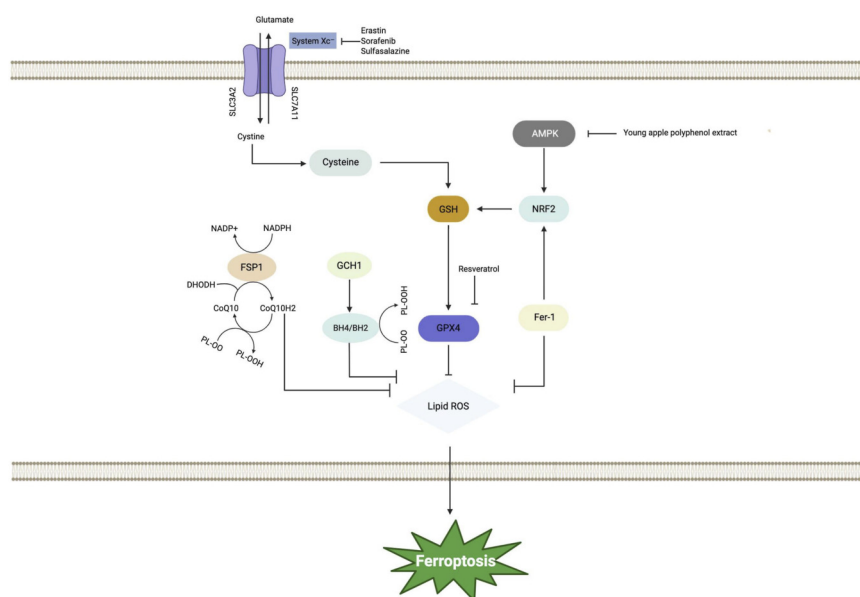 Glutamate
System Xc⁻
Erastin
Sorafenib
Sulfasalazine
SLC3A2
SLC7A11
Cystine
Cysteine
AMPK
Young apple polyphenol extract
GSH
NRF2
NADP+
NADPH
FSP1
GCH1
Resveratrol
DHODH
CoQ10
CoQ10H2
BH4/BH2
PL-OOH
PL-OO
GPX4
Fer-1
PL-OO
PL-OOH
Lipid ROS
Ferroptosis